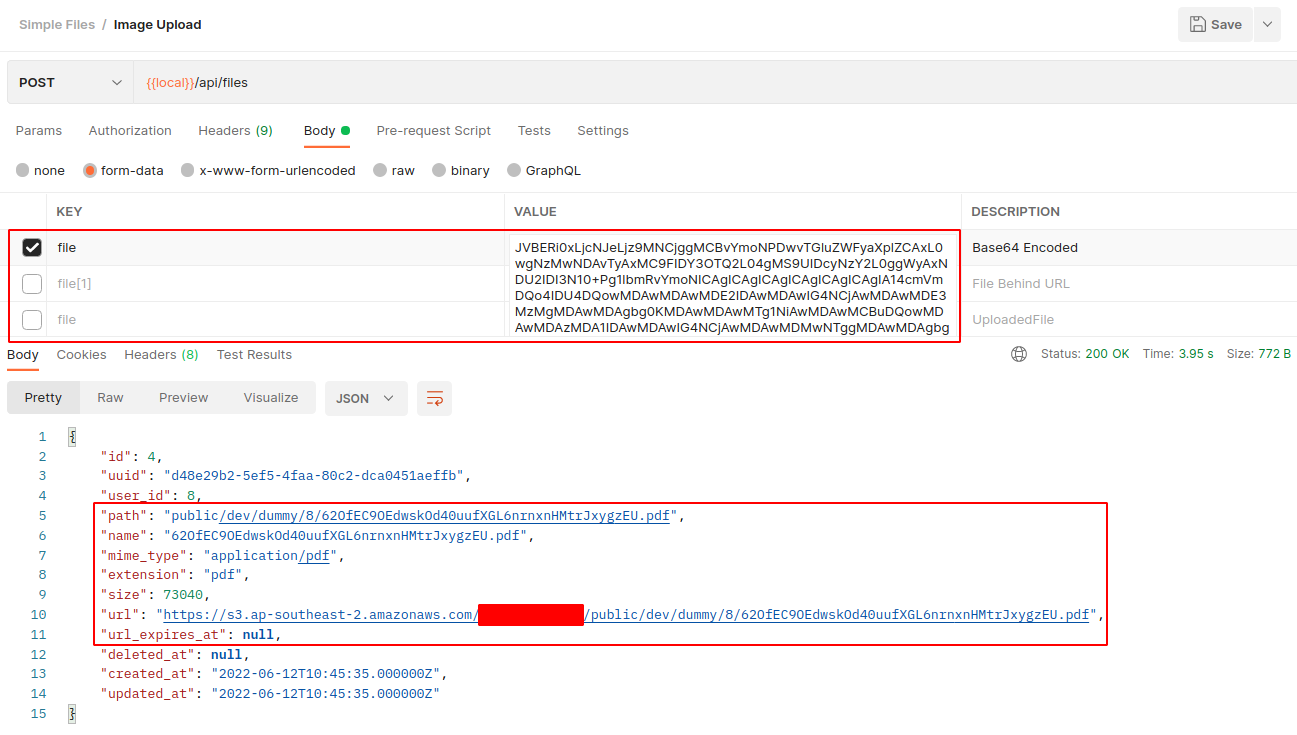 Simple Files / Image Upload
Save
POST
{{local}}/api/files
Params Authorization Headers (9) Body Pre-request Script Tests Settings
none form-data x-www-form-urlencoded raw binary GraphQL
KEY VALUE DESCRIPTION
file
JVBERi0xLjcNJeLjz9MNCjggMCBvYmoNPDwvTGluZWFyaXplZCAxL0
wgNzMwNDAvTyAxMC9FIDY3OTQ2L04gMS9UIDcyNzY2L0ggWyAxN
DU2IDI3N10+Pg1lbmRvYmoNICAgICAgICAgICAgICAgICAgIA14cmVm
DQo4IDU4DQowMDAwMDAwMDE2IDAwMDAwIG4NCjAwMDAwMDE3
MzMgMDAwMDAgbg0KMDAwMDAwMTg1NiAwMDAwMCBuDQowMD
AwMDAzMDA1IDAwMDAwIG4NCjAwMDAwMDMwNTggMDAwMDAgbg
Base64 Encoded
file[1] File Behind URL
file UploadedFile
Body Cookies Headers (8) Test Results Status: 200 OK Time: 3.95 s Size: 772 B
Pretty Raw Preview Visualize JSON
1 {
2 "id": 4,
3 "uuid": "d48e29b2-5ef5-4faa-80c2-dca0451aeffb",
4 "user_id": 8,
5 "path": "public/dev/dummy/8/62OfEC9OEdwskOd40uufXGL6nrnxnHMtrJxygzEU.pdf",
6 "name": "62OfEC9OEdwskOd40uufXGL6nrnxnHMtrJxygzEU.pdf",
7 "mime_type": "application/pdf",
8 "extension": "pdf",
9 "size": 73040,
10 "url": "https://s3.ap-southeast-2.amazonaws.com/ /public/dev/dummy/8/62OfEC9OEdwskOd40uufXGL6nrnxnHMtrJxygzEU.pdf",
11 "url_expires_at": null,
12 "deleted_at": null,
13 "created_at": "2022-06-12T10:45:35.000000Z",
14 "updated_at": "2022-06-12T10:45:35.000000Z"
15 }